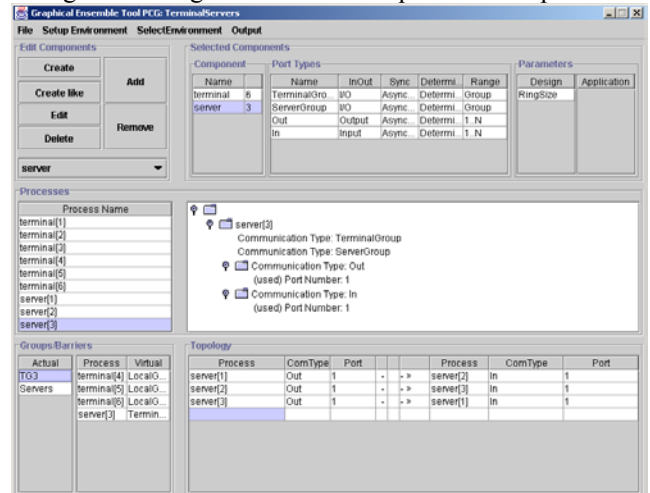 Graphical Ensemble Tool PCG: TerminalServers
File Setup Environment SelectEnvironment Output
Edit Components
Create
Add
Create like
Edit
Remove
Delete
server
Selected Components
Component
Name
terminal 6
server 3
Port Types
Name InOut Sync Determi... Range
TerminalGro... I/O Async... Determi... Group
ServerGroup I/O Async... Determi... Group
Out Output Async... Determi... 1..N
In Input Async... Determi... 1..N
Parameters
Design Application
RingSize
Processes
Process Name
terminal[1]
terminal[2]
terminal[3]
terminal[4]
terminal[5]
terminal[6]
server[1]
server[2]
server[3]
server[3]
Communication Type: TerminalGroup
Communication Type: ServerGroup
Communication Type: Out
(used) Port Number: 1
Communication Type: In
(used) Port Number: 1
Groups/Barriers
Actual Process Virtual
TG3 terminal[4] LocalG...
Servers terminal[5] LocalG...
terminal[6] LocalG...
server[3] Termin...
Topology
Process ComType Port Process ComType Port
server[1] Out 1 - - » server[2] In 1
server[2] Out 1 - - » server[3] In 1
server[3] Out 1 - - » server[1] In 1